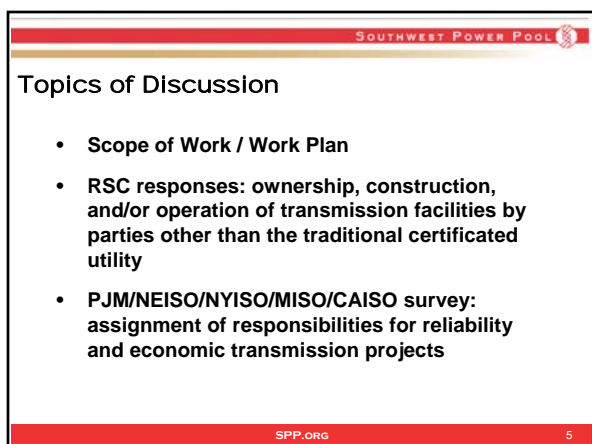 SOUTHWEST POWER POOL
Topics of Discussion
• Scope of Work / Work Plan
• RSC responses: ownership, construction,
and/or operation of transmission facilities by
parties other than the traditional certificated
utility
• PJM/NEISO/NYISO/MISO/CAISO survey:
assignment of responsibilities for reliability
and economic transmission projects
SPP.ORG
5